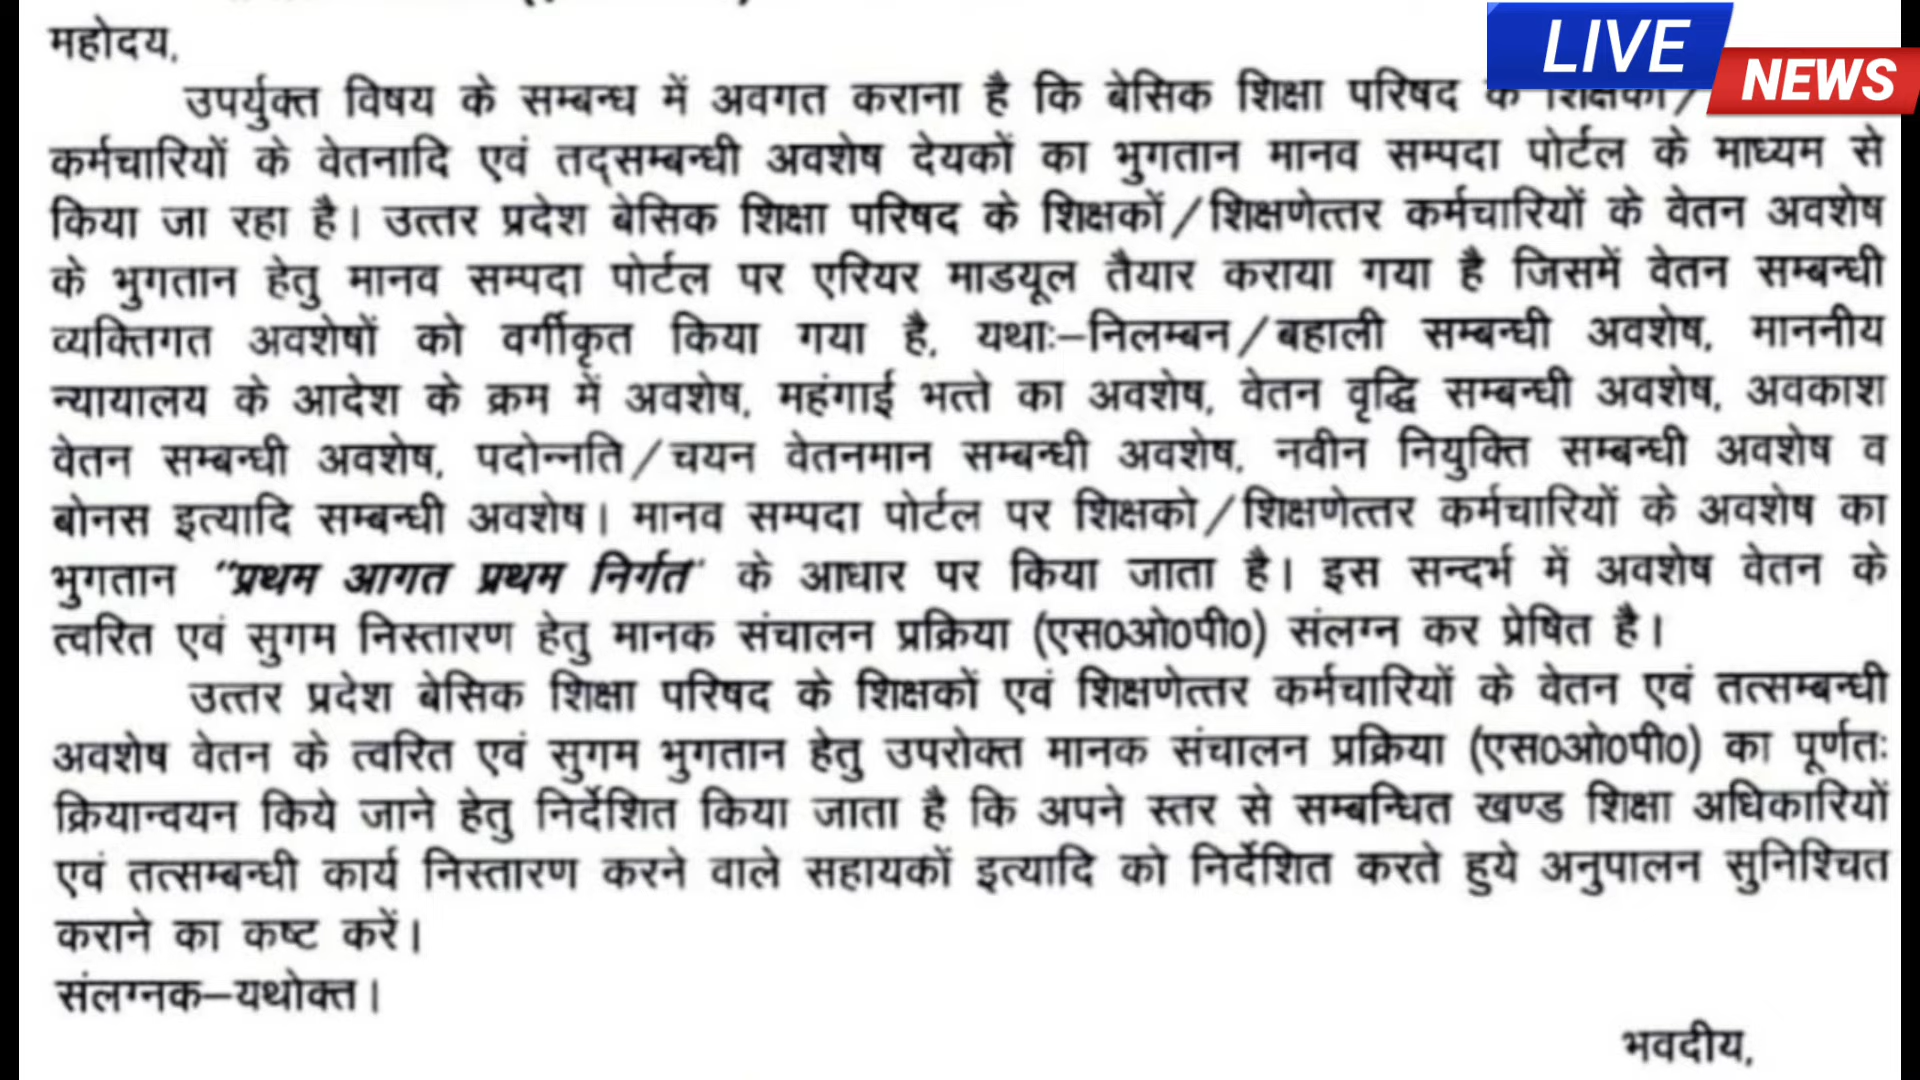 महोदय,
LIVE
NEWS
उपर्युक्त विषय के सम्बन्ध में अवगत कराना है कि बेसिक शिक्षा परिषद के शिक्षकों/
कर्मचारियों के वेतनादि एवं तद्सम्बन्धी अवशेष देयकों का भुगतान मानव सम्पदा पोर्टल के माध्यम से
किया जा रहा है। उत्तर प्रदेश बेसिक शिक्षा परिषद के शिक्षकों/शिक्षणेत्तर कर्मचारियों के वेतन अवशेष
के भुगतान हेतु मानव सम्पदा पोर्टल पर एरियर माडयूल तैयार कराया गया है जिसमें वेतन सम्बन्धी
व्यक्तिगत अवशेषों को वर्गीकृत किया गया है, यथाः–निलम्बन/बहाली सम्बन्धी अवशेष, माननीय
न्यायालय के आदेश के क्रम में अवशेष, महंगाई भत्ते का अवशेष, वेतन वृद्धि सम्बन्धी अवशेष, अवकाश
वेतन सम्बन्धी अवशेष, पदोन्नति/चयन वेतनमान सम्बन्धी अवशेष, नवीन नियुक्ति सम्बन्धी अवशेष व
बोनस इत्यादि सम्बन्धी अवशेष। मानव सम्पदा पोर्टल पर शिक्षको/शिक्षणेत्तर कर्मचारियों के अवशेष का
भुगतान "प्रथम आगत प्रथम निर्गत" के आधार पर किया जाता है। इस सन्दर्भ में अवशेष वेतन के
त्वरित एवं सुगम निस्तारण हेतु मानक संचालन प्रक्रिया (एस0ओ0पी0) संलग्न कर प्रेषित है।
उत्तर प्रदेश बेसिक शिक्षा परिषद के शिक्षकों एवं शिक्षणेत्तर कर्मचारियों के वेतन एवं तत्सम्बन्धी
अवशेष वेतन के त्वरित एवं सुगम भुगतान हेतु उपरोक्त मानक संचालन प्रक्रिया (एस0ओ0पी0) का पूर्णतः
क्रियान्वयन किये जाने हेतु निर्देशित किया जाता है कि अपने स्तर से सम्बन्धित खण्ड शिक्षा अधिकारियों
एवं तत्सम्बन्धी कार्य निस्तारण करने वाले सहायकों इत्यादि को निर्देशित करते हुये अनुपालन सुनिश्चित
कराने का कष्ट करें।
संलग्नक–यथोक्त।
भवदीय,